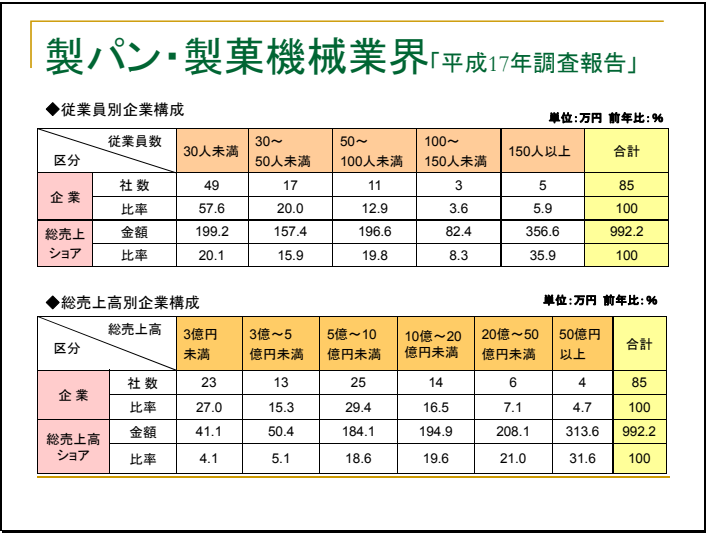 製パン・製菓機械業界「平成17年調査報告」
◆従業員別企業構成
単位:万円 前年比:%
従業員数 区分 30人未満 30～50人未満 50～100人未満 100～150人未満 150人以上 合計
企業 社数 49 17 11 3 5 85
比率 57.6 20.0 12.9 3.6 5.9 100
総売上ショア 金額 199.2 157.4 196.6 82.4 356.6 992.2
比率 20.1 15.9 19.8 8.3 35.9 100
◆総売上高別企業構成
単位:万円 前年比:%
総売上高 区分 3億円未満 3億～5億円未満 5億～10億円未満 10億～20億円未満 20億～50億円未満 50億円以上 合計
企業 社数 23 13 25 14 6 4 85
比率 27.0 15.3 29.4 16.5 7.1 4.7 100
総売上高ショア 金額 41.1 50.4 184.1 194.9 208.1 313.6 992.2
比率 4.1 5.1 18.6 19.6 21.0 31.6 100